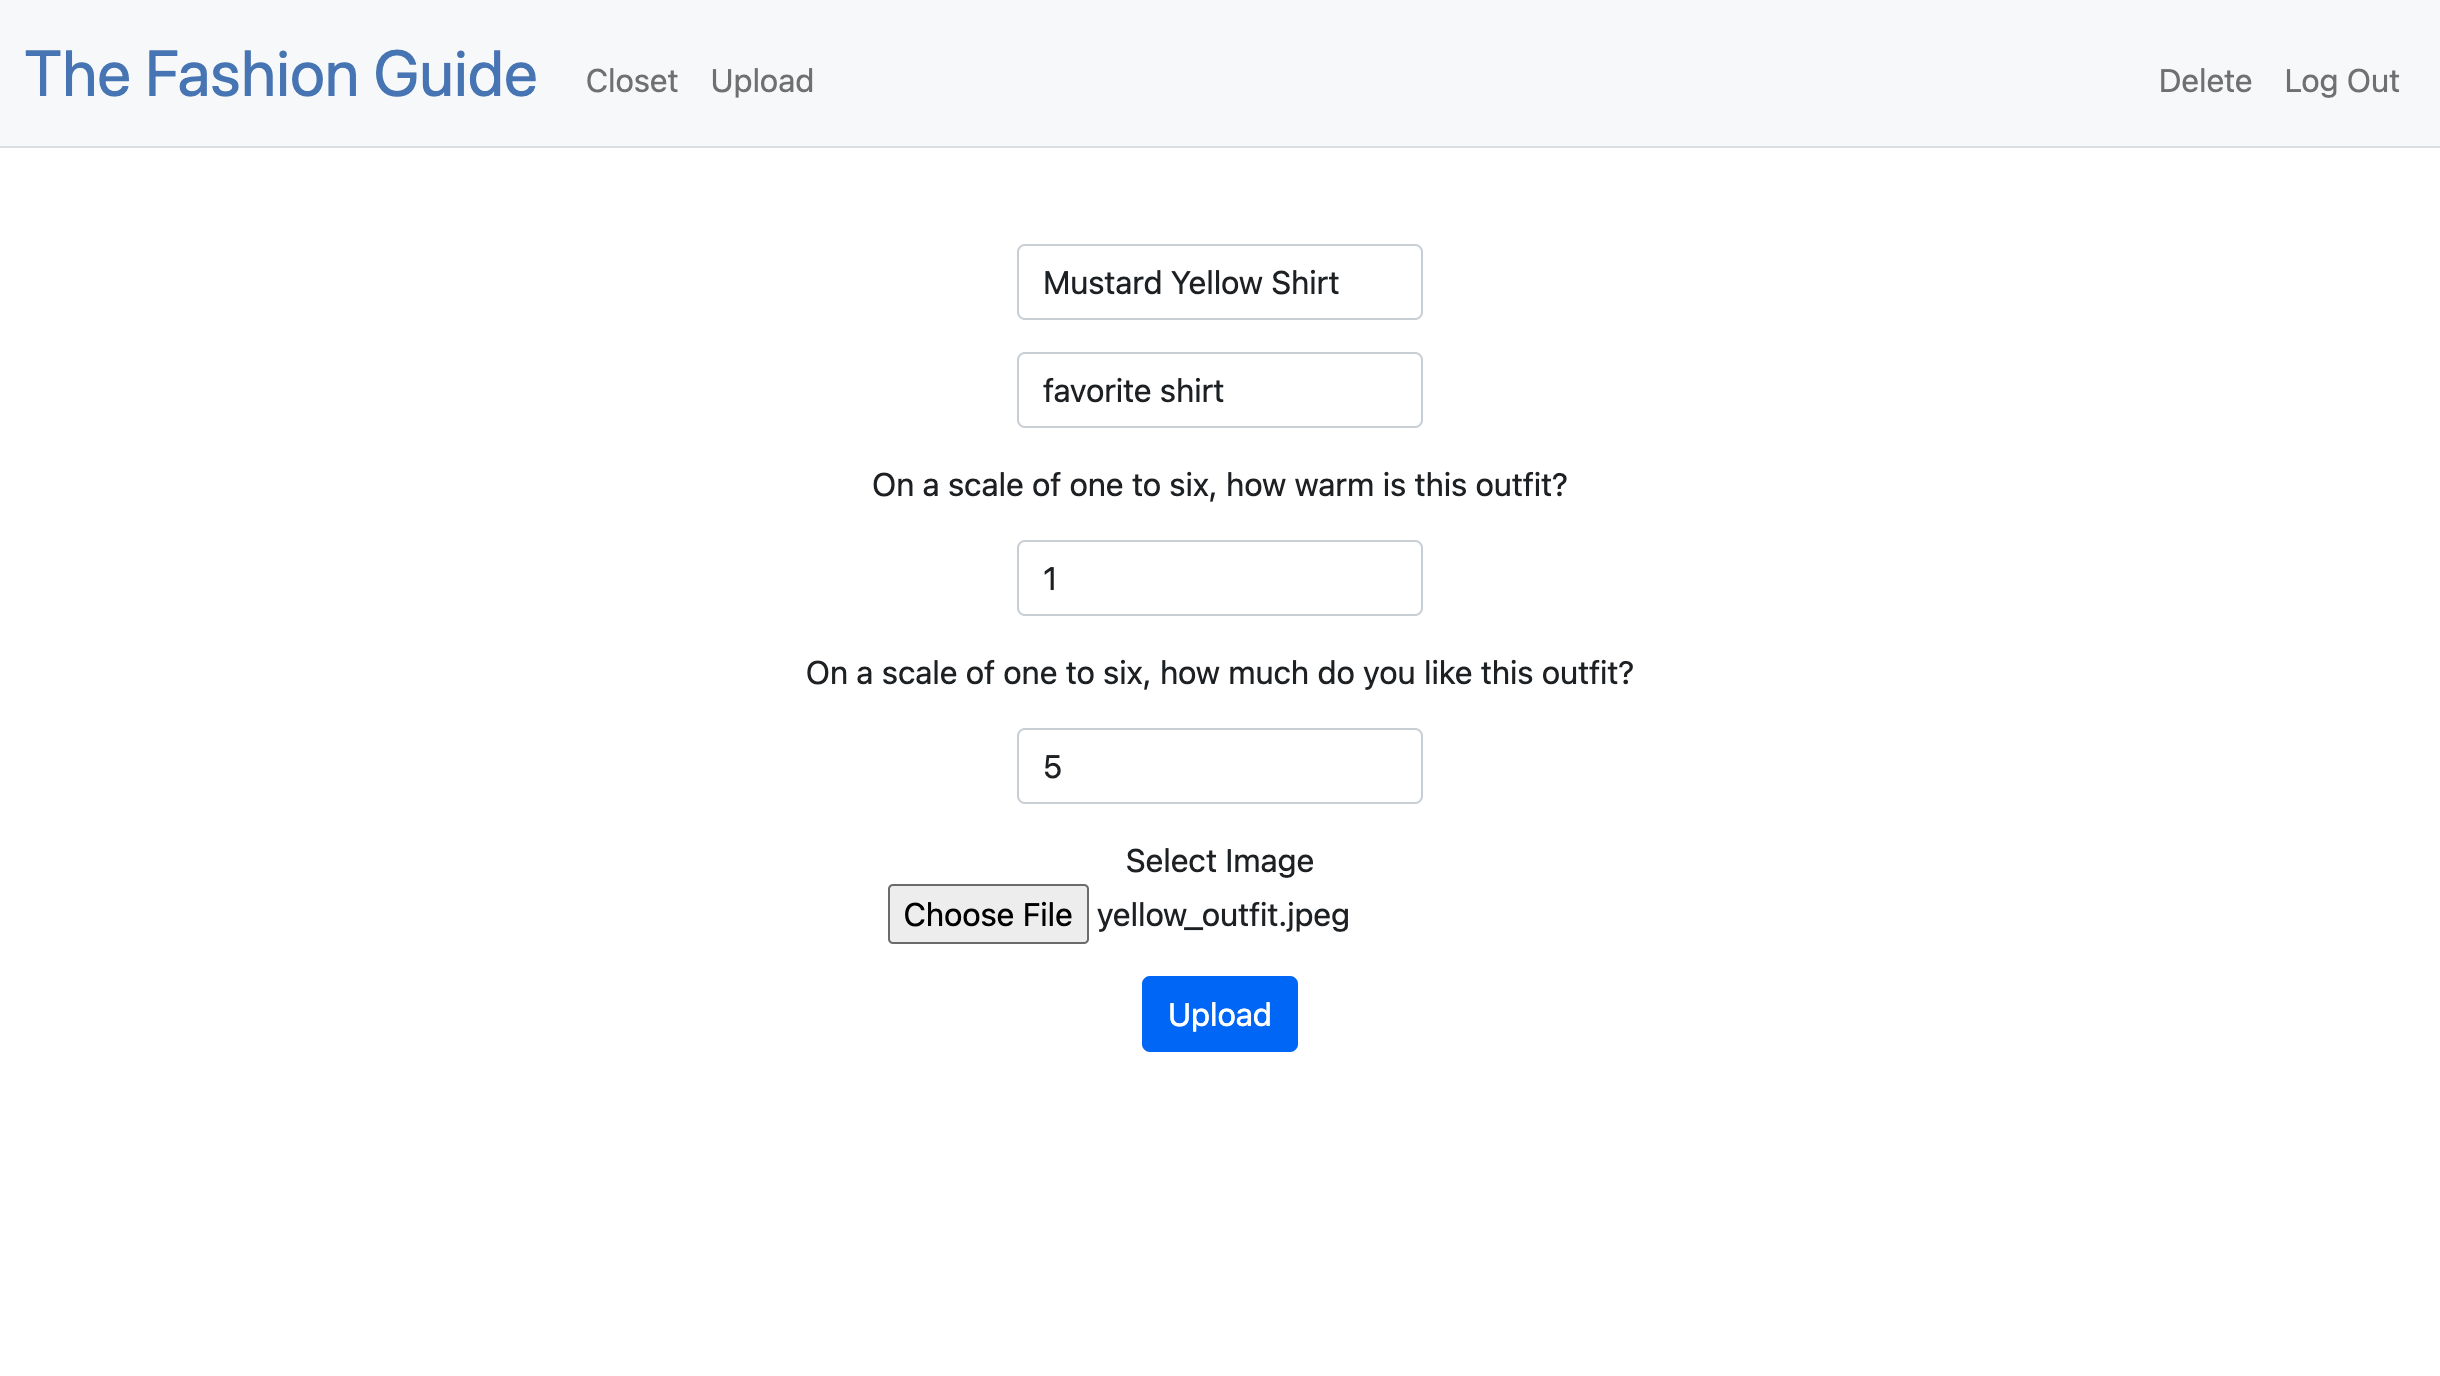 The Fashion Guide Closet Upload Delete Log Out
Mustard Yellow Shirt
favorite shirt
On a scale of one to six, how warm is this outfit?
1
On a scale of one to six, how much do you like this outfit?
5
Select Image
Choose File yellow_outfit.jpeg
Upload